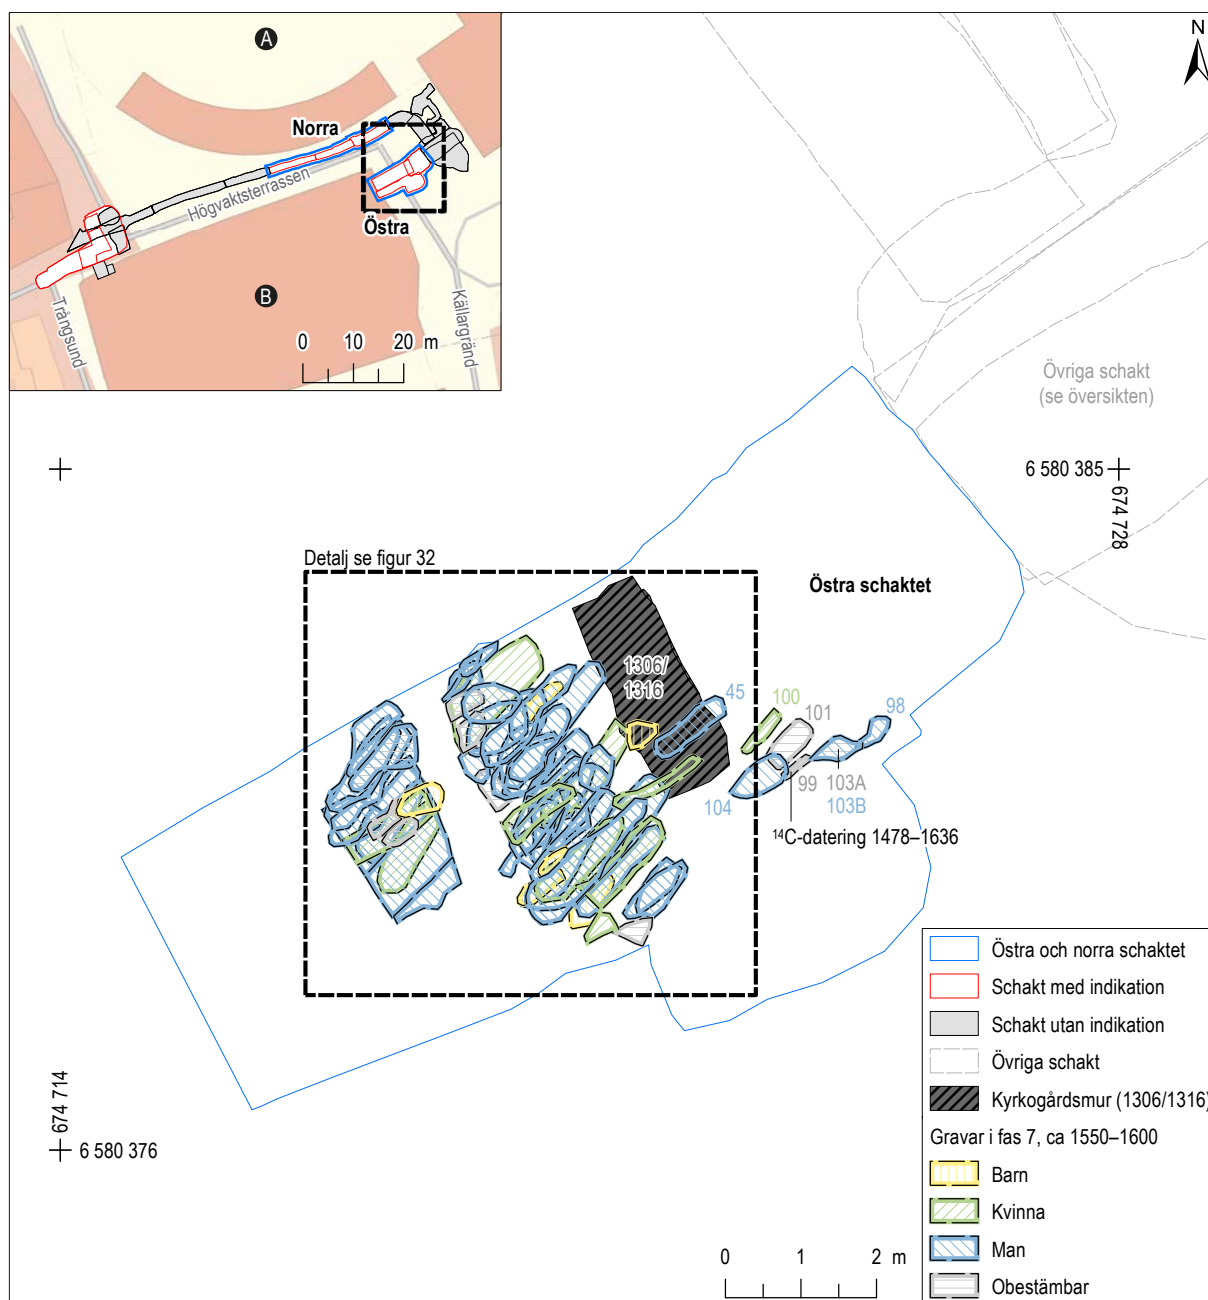 A
N
Norra
Högvaktsterrassen
Östra
B
Trångsund
Källargränd
0 10 20 m
Övriga schakt
(se översikten)
6 580 385
674 728
Detalj se figur 32
Östra schaktet
1306/
1316
45
100
101
98
104
99
103A
103B
¹⁴C-datering 1478–1636
674 714
6 580 376
Östra och norra schaktet
Schakt med indikation
Schakt utan indikation
Övriga schakt
Kyrkogårdsmur (1306/1316)
Gravar i fas 7, ca 1550–1600
Barn
Kvinna
Man
Obestämbar
0 1 2 m